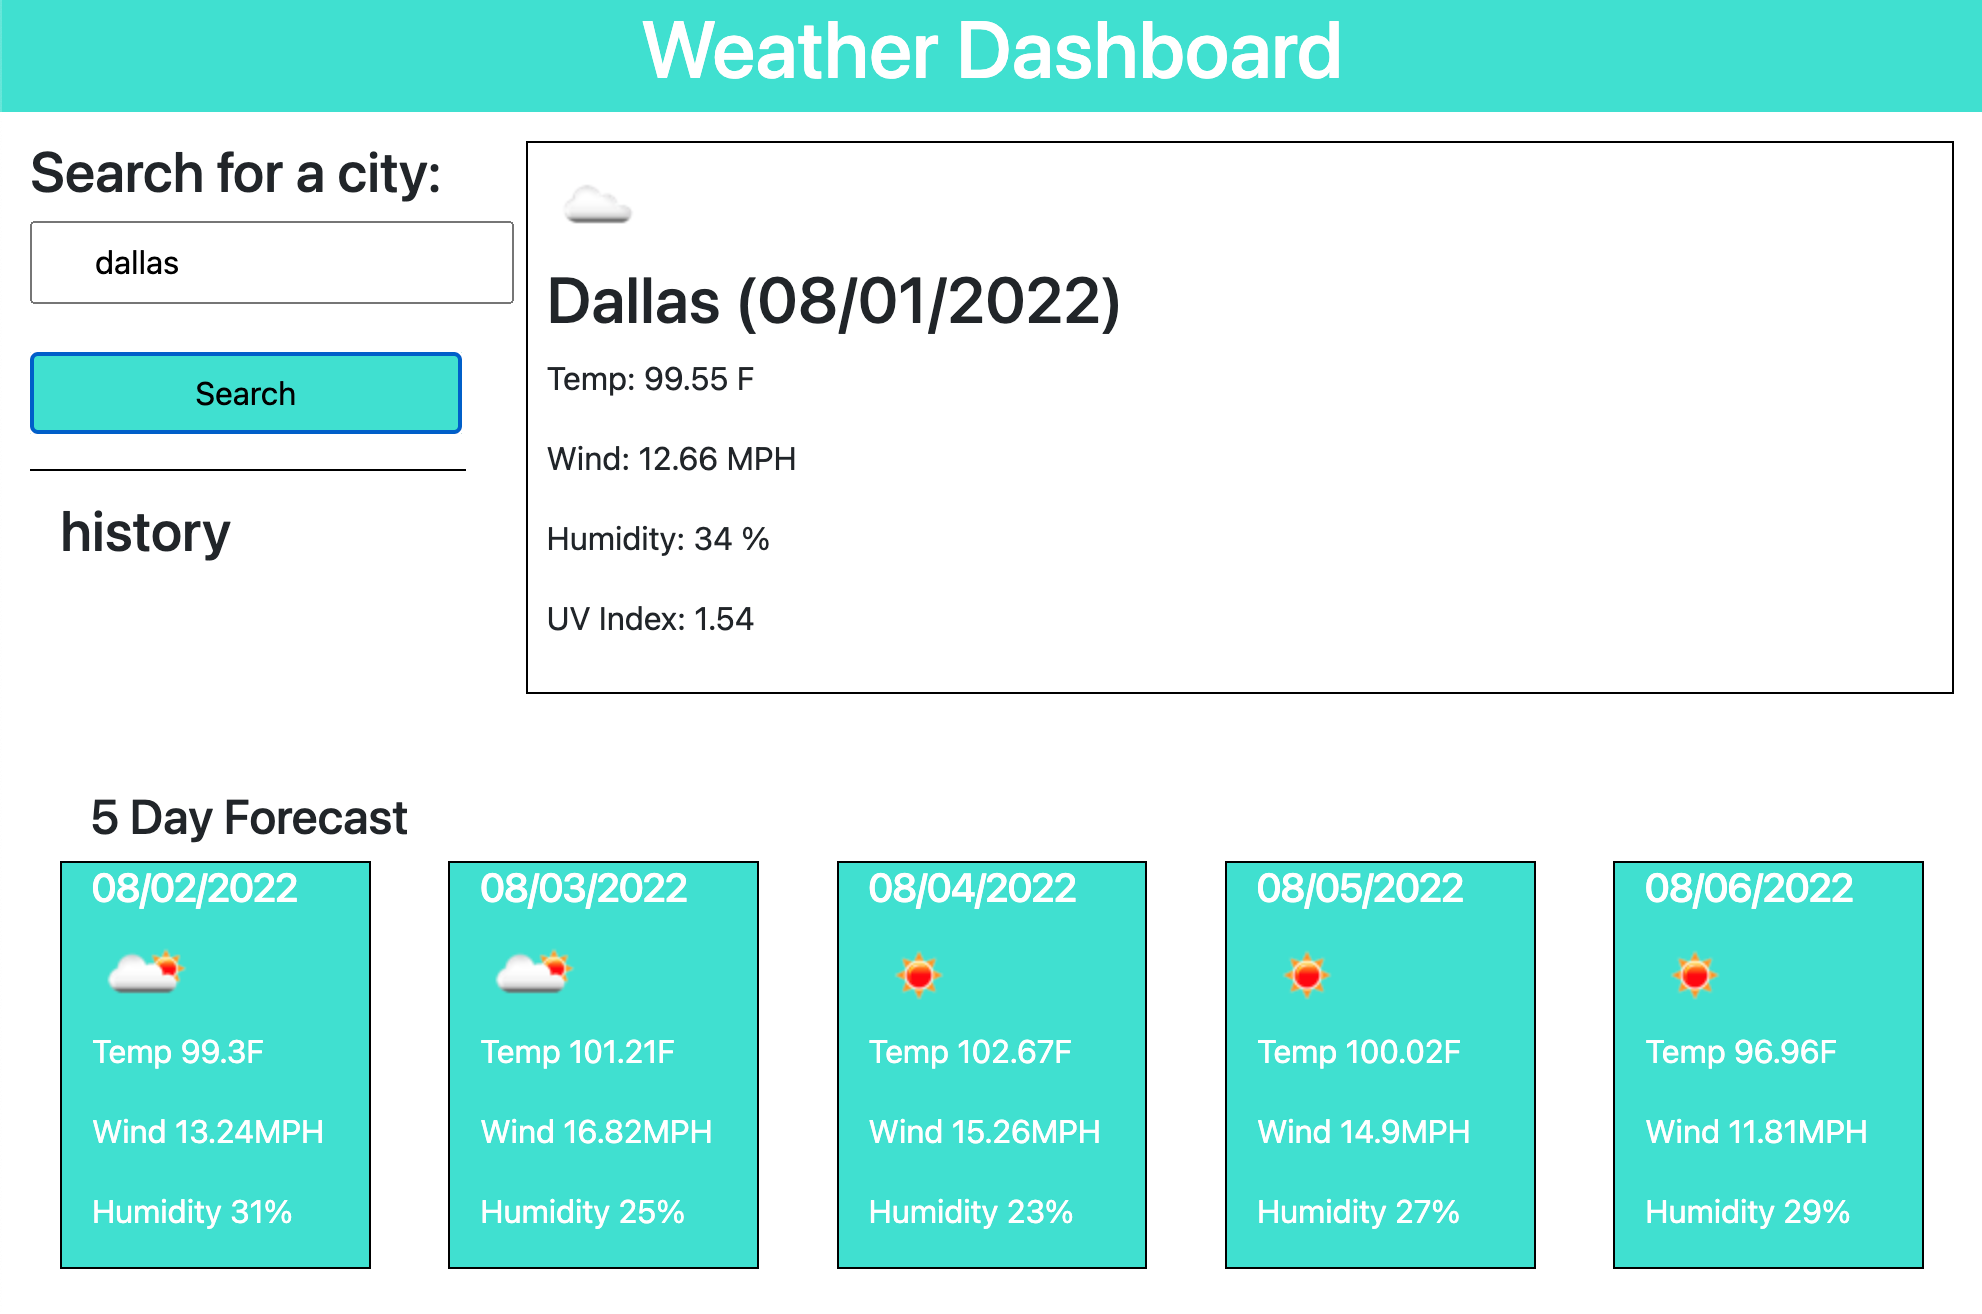 Weather Dashboard
Search for a city:
dallas
Search
history
Dallas (08/01/2022)
Temp: 99.55 F
Wind: 12.66 MPH
Humidity: 34 %
UV Index: 1.54
5 Day Forecast
08/02/2022
Temp 99.3F
Wind 13.24MPH
Humidity 31%
08/03/2022
Temp 101.21F
Wind 16.82MPH
Humidity 25%
08/04/2022
Temp 102.67F
Wind 15.26MPH
Humidity 23%
08/05/2022
Temp 100.02F
Wind 14.9MPH
Humidity 27%
08/06/2022
Temp 96.96F
Wind 11.81MPH
Humidity 29%